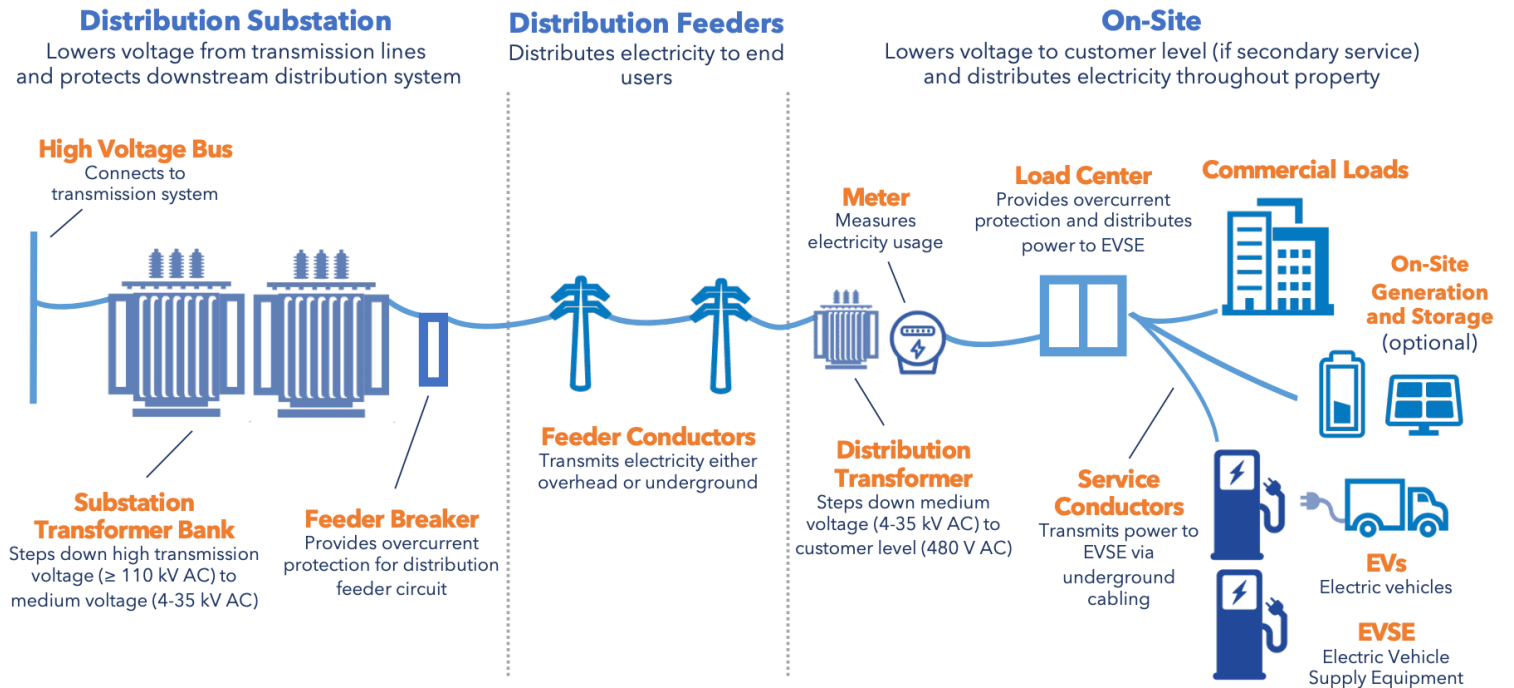 Distribution Substation
Lowers voltage from transmission lines
and protects downstream distribution system
High Voltage Bus
Connects to
transmission system
Substation
Transformer Bank
Steps down high transmission
voltage (≥ 110 kV AC) to
medium voltage (4-35 kV AC)
Feeder Breaker
Provides overcurrent
protection for distribution
feeder circuit
Distribution Feeders
Distributes electricity to end
users
Feeder Conductors
Transmits electricity either
overhead or underground
On-Site
Lowers voltage to customer level (if secondary service)
and distributes electricity throughout property
Meter
Measures
electricity usage
Distribution
Transformer
Steps down medium
voltage (4-35 kV AC) to
customer level (480 V AC)
Load Center
Provides overcurrent
protection and distributes
power to EVSE
Service
Conductors
Transmits power to
EVSE via
underground
cabling
Commercial Loads
On-Site
Generation
and Storage
(optional)
EVs
Electric vehicles
EVSE
Electric Vehicle
Supply Equipment